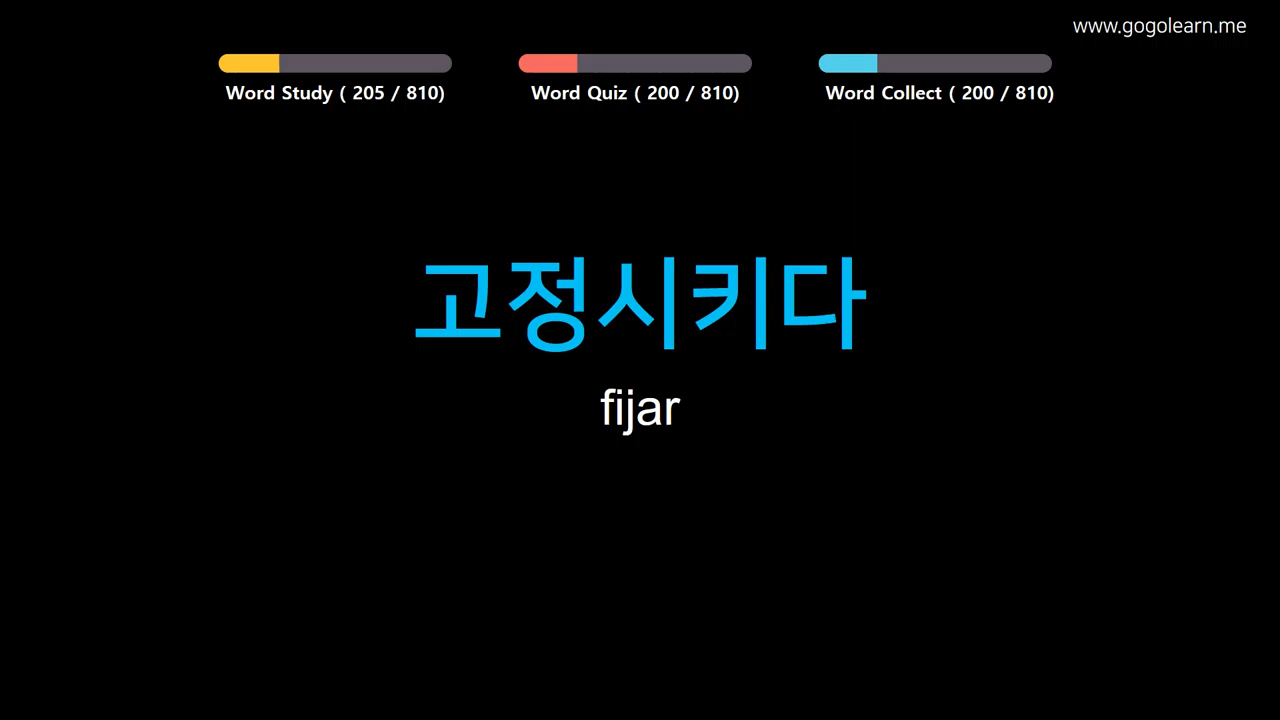 www.gogolearn.me
Word Study ( 205 / 810)
Word Quiz ( 200 / 810)
Word Collect ( 200 / 810)
고정시키다
fijar